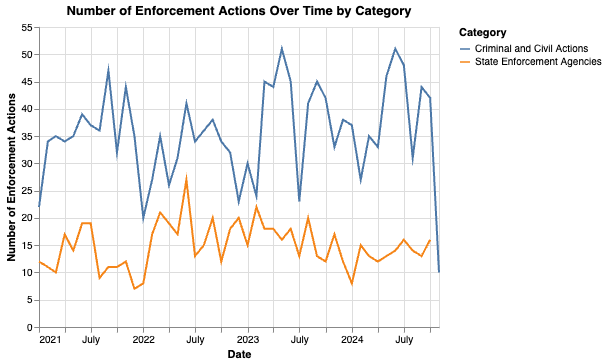 Number of Enforcement Actions Over Time by Category
55
50
45
40
35
30
25
20
15
10
5
0
Number of Enforcement Actions
2021 July 2022 July 2023 July 2024 July
Date
Category
Criminal and Civil Actions
State Enforcement Agencies